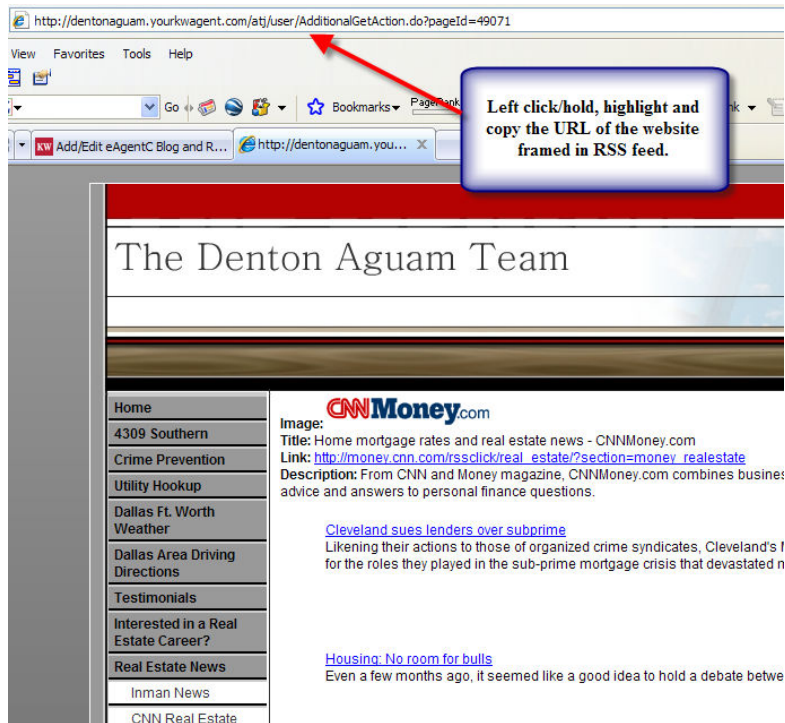 http://dentonaguam.yourkwagent.com/atj/user/AdditionalGetAction.do?pageId=49071
View Favorites Tools Help
Go Bookmarks PageRank
Left click/hold, highlight and
copy the URL of the website
framed in RSS feed.
KW Add/Edit eAgentC Blog and R... http://dentonaguam.you... X
The Denton Aguam Team
Home
4309 Southern
Crime Prevention
Utility Hookup
Dallas Ft. Worth
Weather
Dallas Area Driving
Directions
Testimonials
Interested in a Real
Estate Career?
Real Estate News
Inman News
CNN Real Estate
Image: CNNMoney.com
Title: Home mortgage rates and real estate news - CNNMoney.com
Link: http://money.cnn.com/rssclick/real_estate/?section=money_realestate
Description: From CNN and Money magazine, CNNMoney.com combines busines
advice and answers to personal finance questions.
Cleveland sues lenders over subprime
Likening their actions to those of organized crime syndicates, Cleveland's
for the roles they played in the sub-prime mortgage crisis that devastated
Housing: No room for bulls
Even a few months ago, it seemed like a good idea to hold a debate betwe